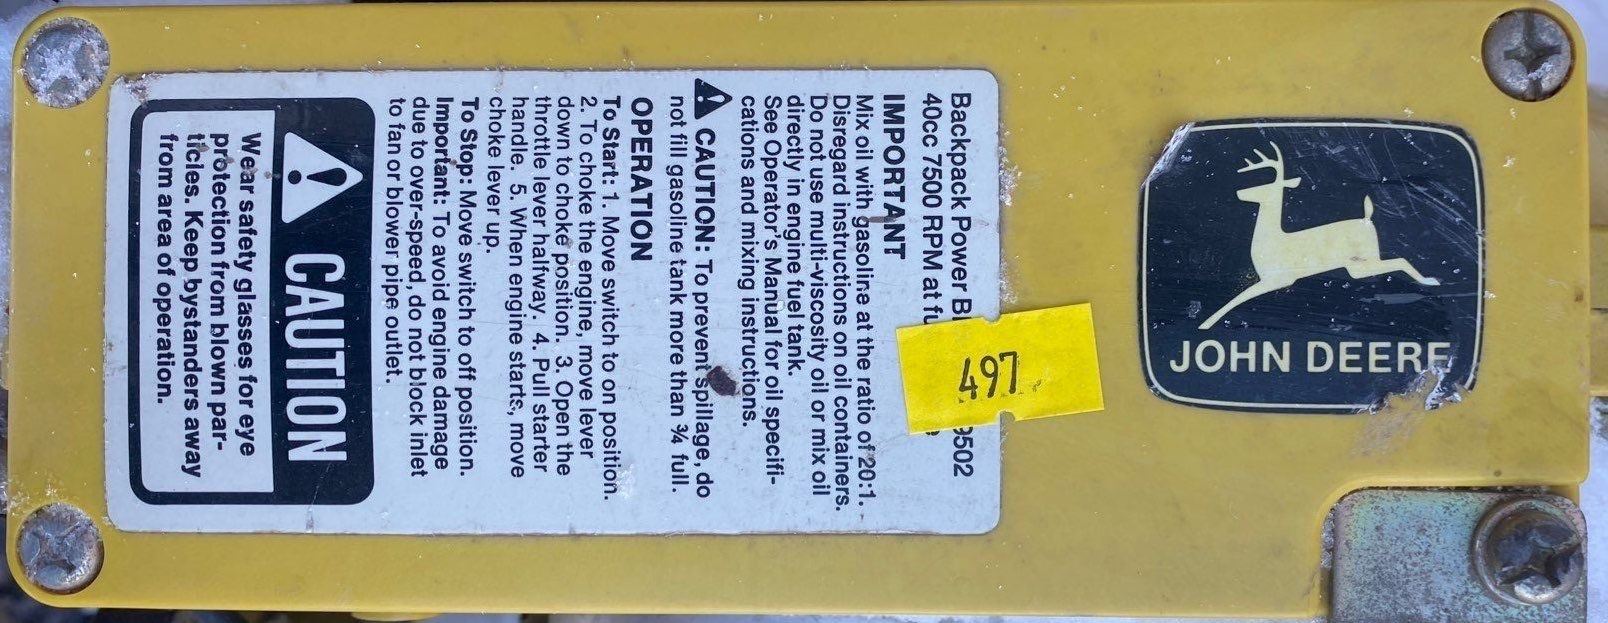 JOHN DEERE
Backpack Power 9502
40cc 7500 RPM at
497
IMPORTANT
Mix oil with gasoline at the ratio of 20:1.
Disregard instructions on oil containers.
Do not use multi-viscosity oil or mix oil
directly in engine fuel tank.
See Operator's Manual for oil specifi-
cations and mixing instructions.
CAUTION: To prevent spillage, do
not fill gasoline tank more than ¾ full.
OPERATION
To Start: 1. Move switch to on position.
2. To choke the engine, move lever
down to choke position. 3. Open the
throttle lever halfway. 4. Pull starter
handle. 5. When engine starts, move
choke lever up.
To Stop: Move switch to off position.
Important: To avoid engine damage
due to over-speed, do not block inlet
to fan or blower pipe outlet.
CAUTION
Wear safety glasses for eye
protection from blown par-
ticles. Keep bystanders away
from area of operation.